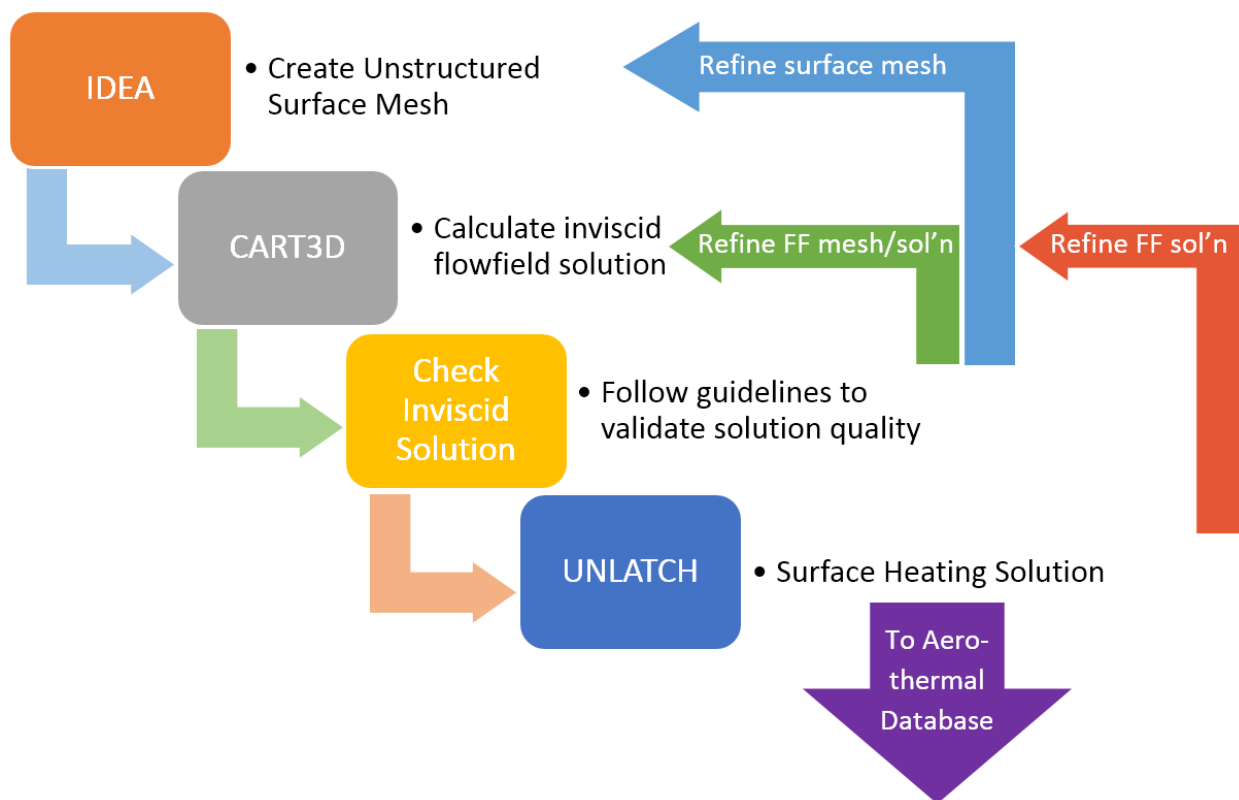 IDEA
• Create Unstructured
Surface Mesh
Refine surface mesh
CART3D
• Calculate inviscid
flowfield solution
Refine FF mesh/sol’n
Refine FF sol’n
Check
Inviscid
Solution
• Follow guidelines to
validate solution quality
UNLATCH
• Surface Heating Solution
To Aero-
thermal
Database